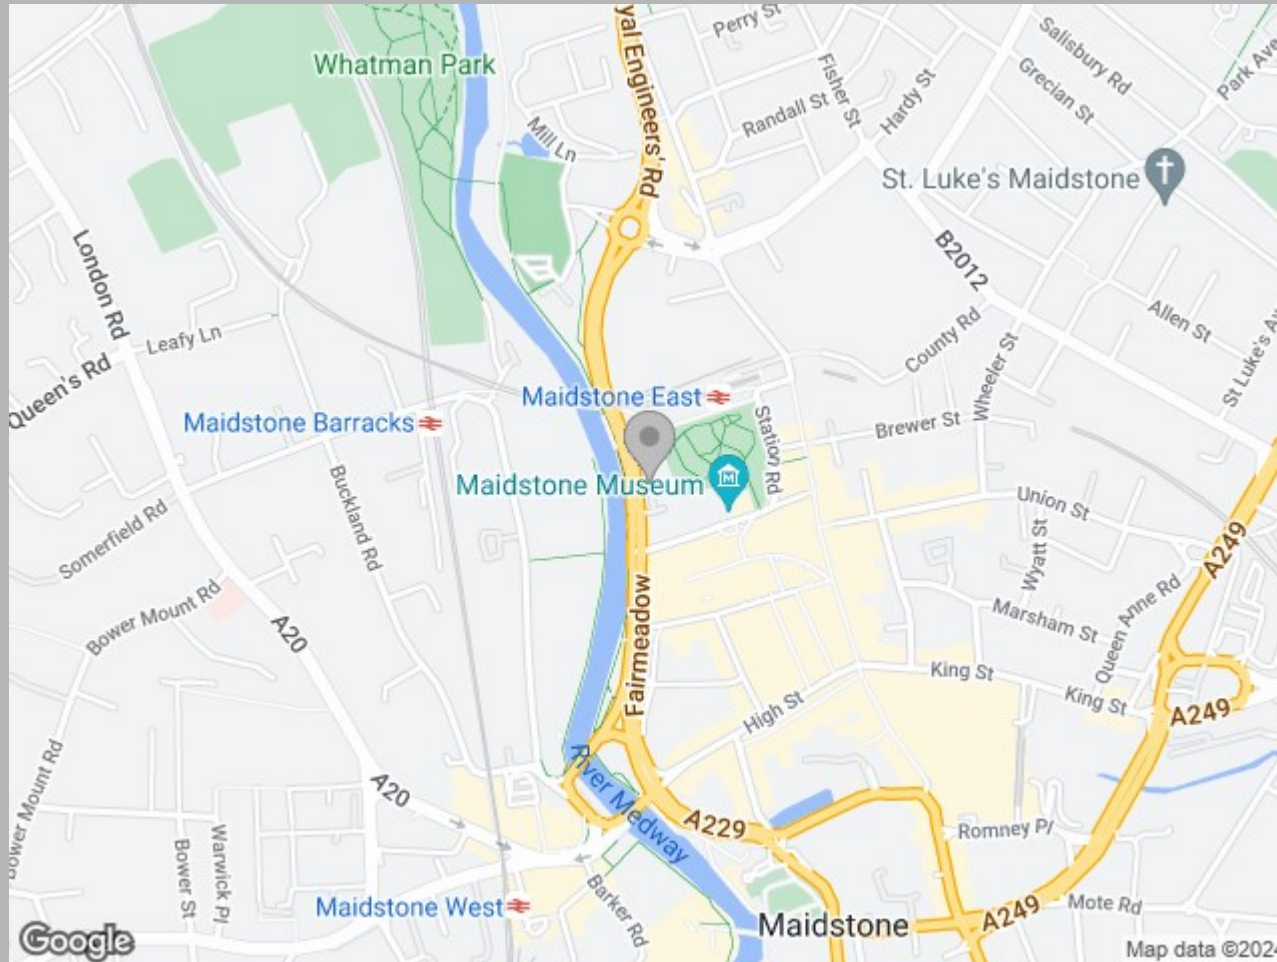 Whatman Park
yal Engineers' Rd
Perry St
Fisher St
Hardy St
Salisbury Rd
Grecian St
Park Ave
Randall St
Mill Ln
St. Luke's Maidstone
London Rd
B2012
Allen St
St Luke's Av
Leafy Ln
Queen's Rd
County Rd
Wheeler St
Maidstone East
Maidstone Barracks
Station Rd
Brewer St
Maidstone Museum
M
Buckland Rd
Somerfield Rd
Union St
Wyatt St
A249
Bower Mount Rd
Fairmeadow
Marsham St
Queen Anne Rd
A20
King St
King St
High St
A249
Bower Mount Rd
River Medway
A20
A229
Romney Pl
Warwick Pl
Bower St
Maidstone West
Barker Rd
Maidstone
A249
Mote Rd
Google
Map data ©2024